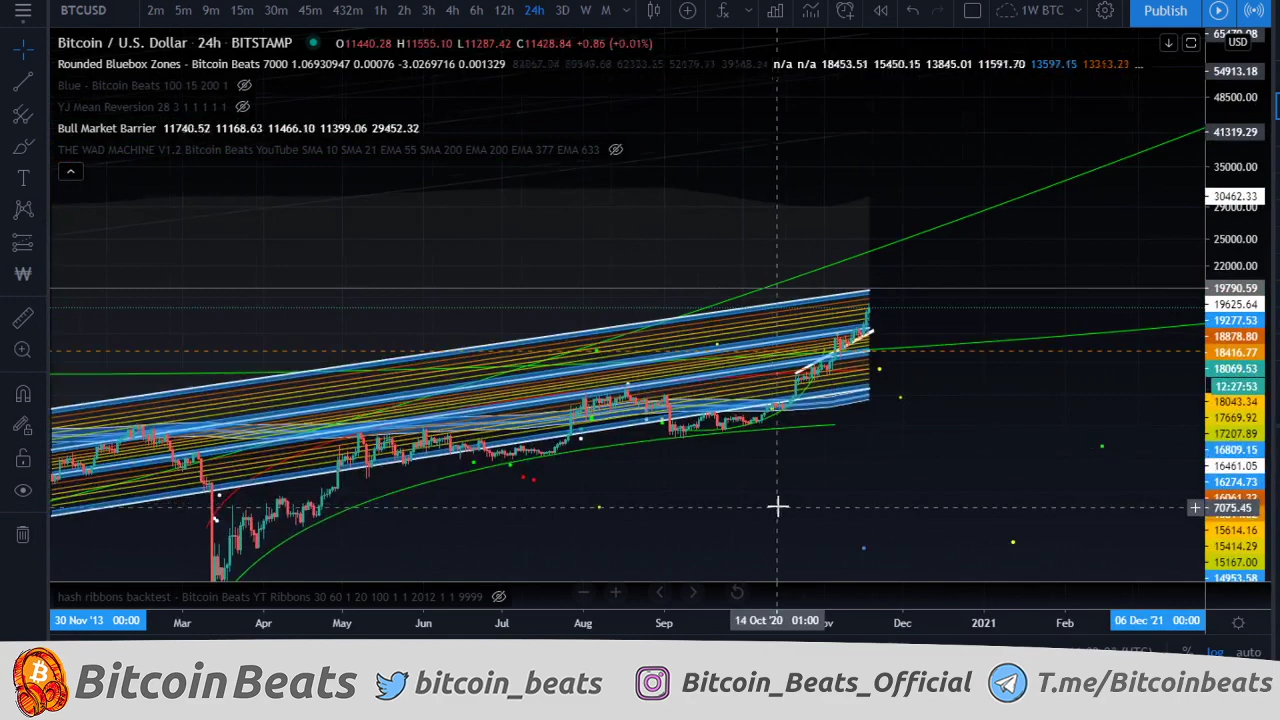 BTCUSD 2m 5m 9m 15m 30m 45m 432m 1h 2h 3h 4h 6h 12h 24h 3D W M 1W BTC Publish
Bitcoin / U.S. Dollar · 24h · BITSTAMP O11440.28 H11555.10 L11287.42 C11428.84 +0.86 (+0.01%)
Rounded Bluebox Zones - Bitcoin Beats 7000 1.06930947 0.00076 -3.0269716 0.001329 n/a n/a 18453.51 15450.15 13845.01 11591.70 13597.15 13313.23 ...
Blue - Bitcoin Beats 100 15 200 1
YJ Mean Reversion 28 3 1 1 1 1 1
Bull Market Barrier 11740.52 11168.63 11466.10 11399.06 29452.32
THE WAD MACHINE V1.2 Bitcoin Beats YouTube SMA 10 SMA 21 EMA 55 SMA 200 EMA 200 EMA 377 EMA 633
USD
54913.18
48500.00
41319.29
35000.00
30462.33
29000.00
25000.00
22000.00
19790.59
19625.64
19277.53
18878.80
18416.77
18069.53
12:27:53
18043.34
17669.92
17207.89
16809.15
16461.05
16274.73
7075.45
15614.16
15414.29
15167.00
14953.58
hash ribbons backtest - Bitcoin Beats YT Ribbons 30 60 1 20 100 1 1 2012 1 1 9999
30 Nov '13 00:00 Mar Apr May Jun Jul Aug Sep 14 Oct '20 01:00 Dec 2021 Feb 06 Dec '21 00:00
% log auto
BitcoinBeats bitcoin_beats Bitcoin_Beats_Official T.me/Bitcoinbeats